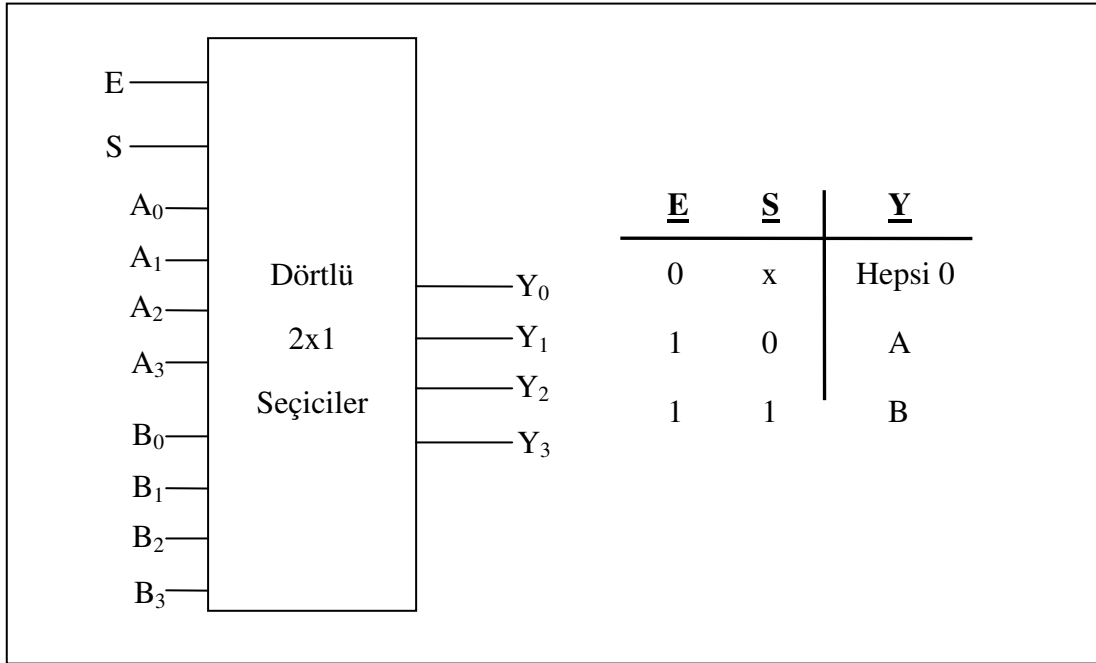 E
S
A₀
A₁
A₂
A₃
B₀
B₁
B₂
B₃
Dörtlü
2x1
Seçiciler
Y₀
Y₁
Y₂
Y₃
E S Y
0 x Hepsi 0
1 0 A
1 1 B